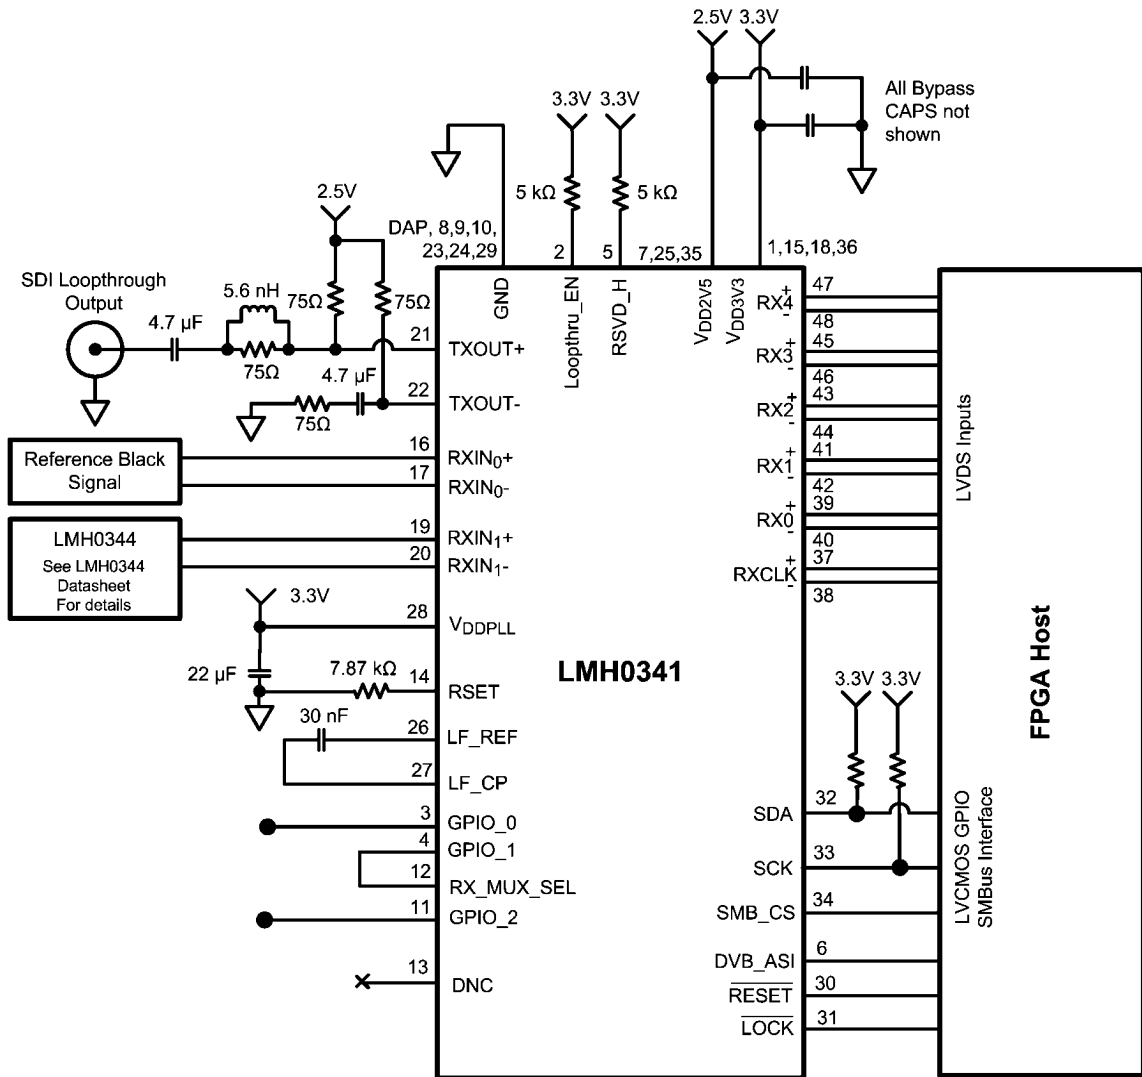 2.5V 3.3V
All Bypass
CAPS not
shown
3.3V 3.3V
5 kΩ
5 kΩ
2.5V
DAP, 8,9,10,
23,24,29
2
5
7,25,35
1,15,18,36
SDI Loopthrough
Output
5.6 nH
75Ω
75Ω
4.7 µF
75Ω
4.7 µF
75Ω
GND
Loopthru_EN
RSVD_H
VDD2V5
VDD3V3
21 TXOUT+
22 TXOUT-
Reference Black
Signal
16 RXIN0+
17 RXIN0-
LMH0344
See LMH0344
Datasheet
For details
19 RXIN1+
20 RXIN1-
3.3V
28 VDDPLL
22 µF
7.87 kΩ
14 RSET
30 nF
26 LF_REF
27 LF_CP
3 GPIO_0
4 GPIO_1
12 RX_MUX_SEL
11 GPIO_2
13 DNC
LMH0341
RX4 + - 47
48
RX3 + - 45
46
RX2 + - 43
44
RX1 + - 41
42
RX0 + - 39
40
RXCLK + - 37
38
3.3V 3.3V
SDA 32
SCK 33
SMB_CS 34
DVB_ASI 6
RESET 30
LOCK 31
LVDS Inputs
LVCMOS GPIO
SMBus Interface
FPGA Host